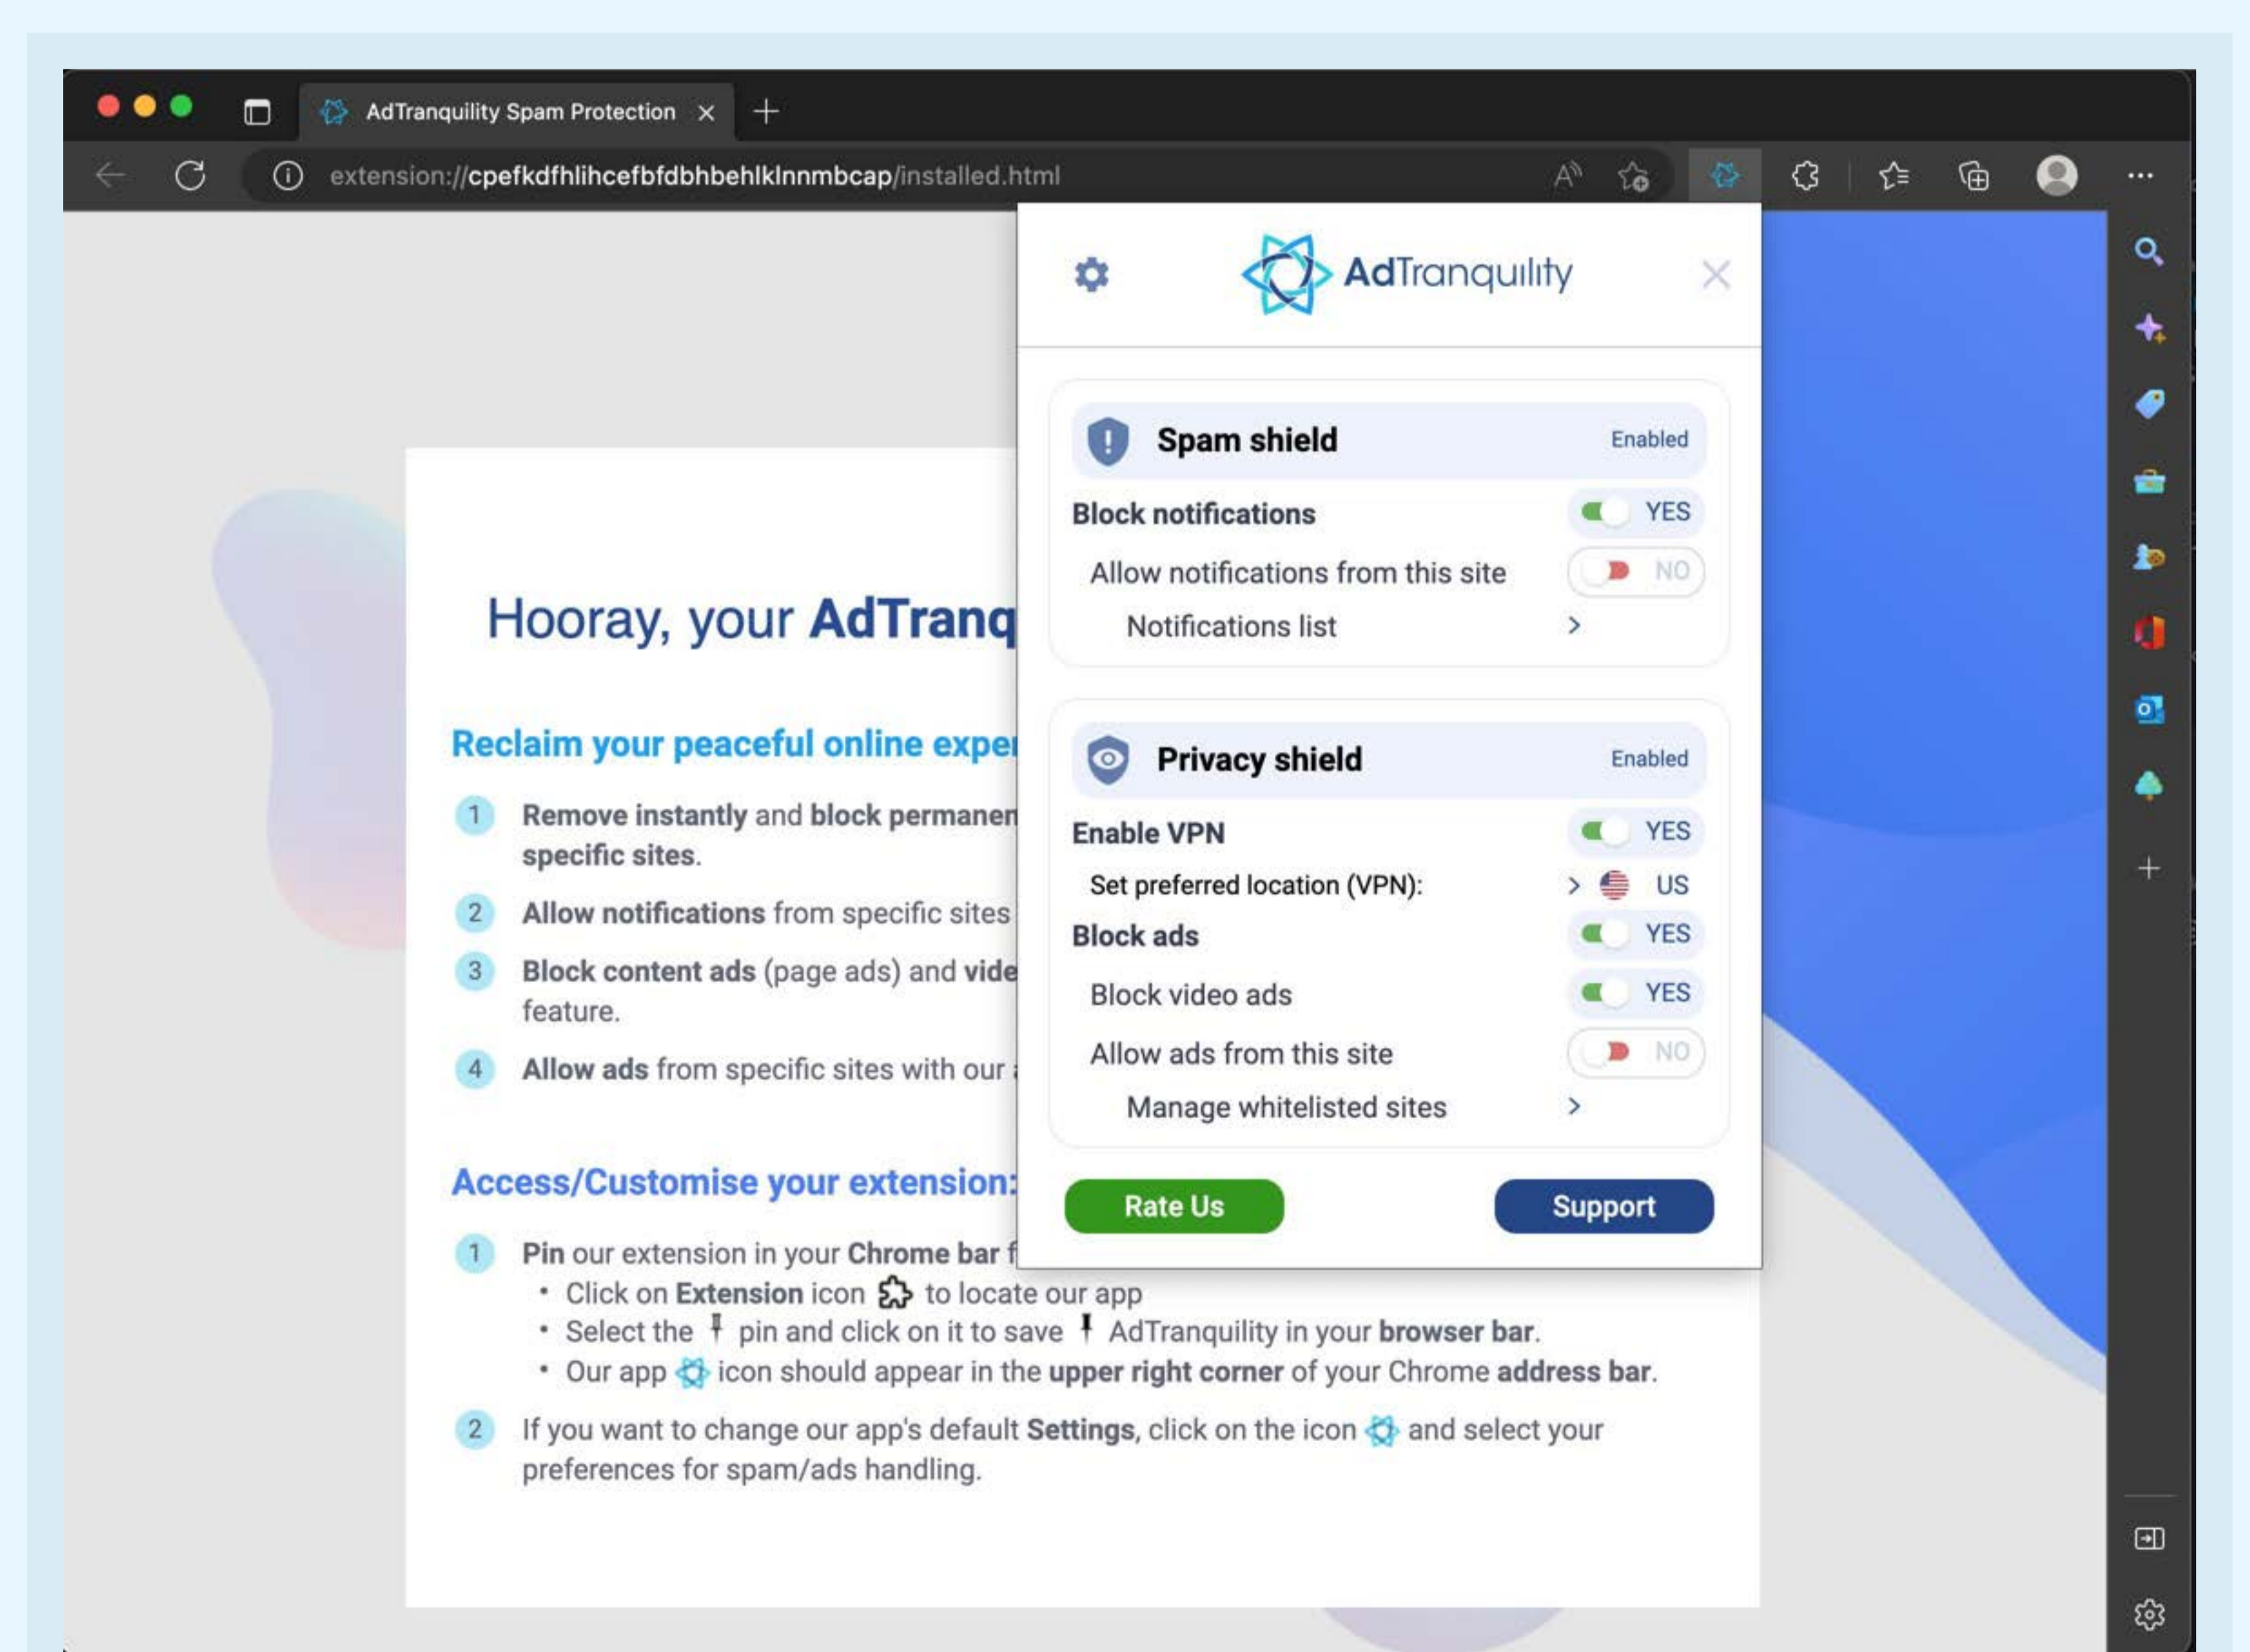 AdTranquility Spam Protection
extension://cpefkdfhlihcefbfdbhbehlklnnmbcap/installed.html
AdTranquility
Spam shield Enabled
Block notifications YES
Allow notifications from this site NO
Notifications list
Privacy shield Enabled
Enable VPN YES
Set preferred location (VPN): US
Block ads YES
Block video ads YES
Allow ads from this site NO
Manage whitelisted sites
Rate Us Support
Hooray, your AdTranq
Reclaim your peaceful online exper
1 Remove instantly and block permanen
specific sites.
2 Allow notifications from specific sites
3 Block content ads (page ads) and vide
feature.
4 Allow ads from specific sites with our
Access/Customise your extension:
1 Pin our extension in your Chrome bar f
• Click on Extension icon to locate our app
• Select the pin and click on it to save AdTranquility in your browser bar.
• Our app icon should appear in the upper right corner of your Chrome address bar.
2 If you want to change our app's default Settings, click on the icon and select your
preferences for spam/ads handling.